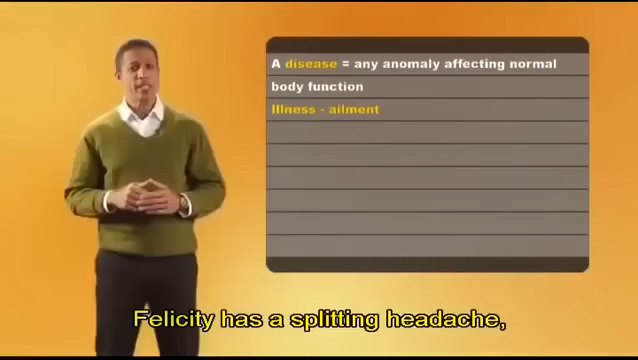 A disease = any anomaly affecting normal
body function
Illness - ailment
Felicity has a splitting headache,